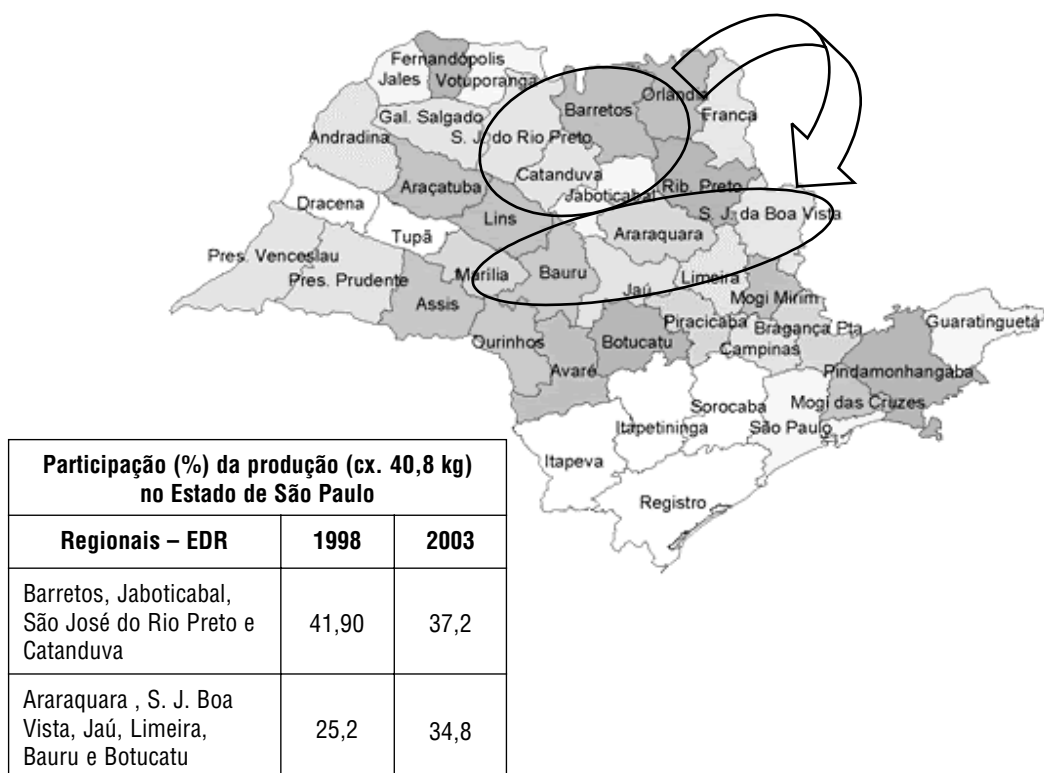 Fernandópolis
Jales
Votuporanga
Barretos
Orlândia
Franca
Gal. Salgado
Andradina
S. J. do Rio Preto
Catanduva
Jaboticabal
Rib. Preto
Araçatuba
Dracena
Lins
S. J. da Boa Vista
Araraquara
Tupã
Pres. Venceslau
Pres. Prudente
Marília
Bauru
Jaú
Limeira
Assis
Mogi Mirim
Ourinhos
Botucatu
Piracicaba
Bragança Pta
Campinas
Guaratinguetá
Avaré
Pindamonhangaba
Sorocaba
Mogi das Cruzes
Itapetininga
São Paulo
Itapeva
Registro
Participação (%) da produção (cx. 40,8 kg)
no Estado de São Paulo
Regionais – EDR 1998 2003
Barretos, Jaboticabal,
São José do Rio Preto e 41,90 37,2
Catanduva
Araraquara , S. J. Boa
Vista, Jaú, Limeira, 25,2 34,8
Bauru e Botucatu